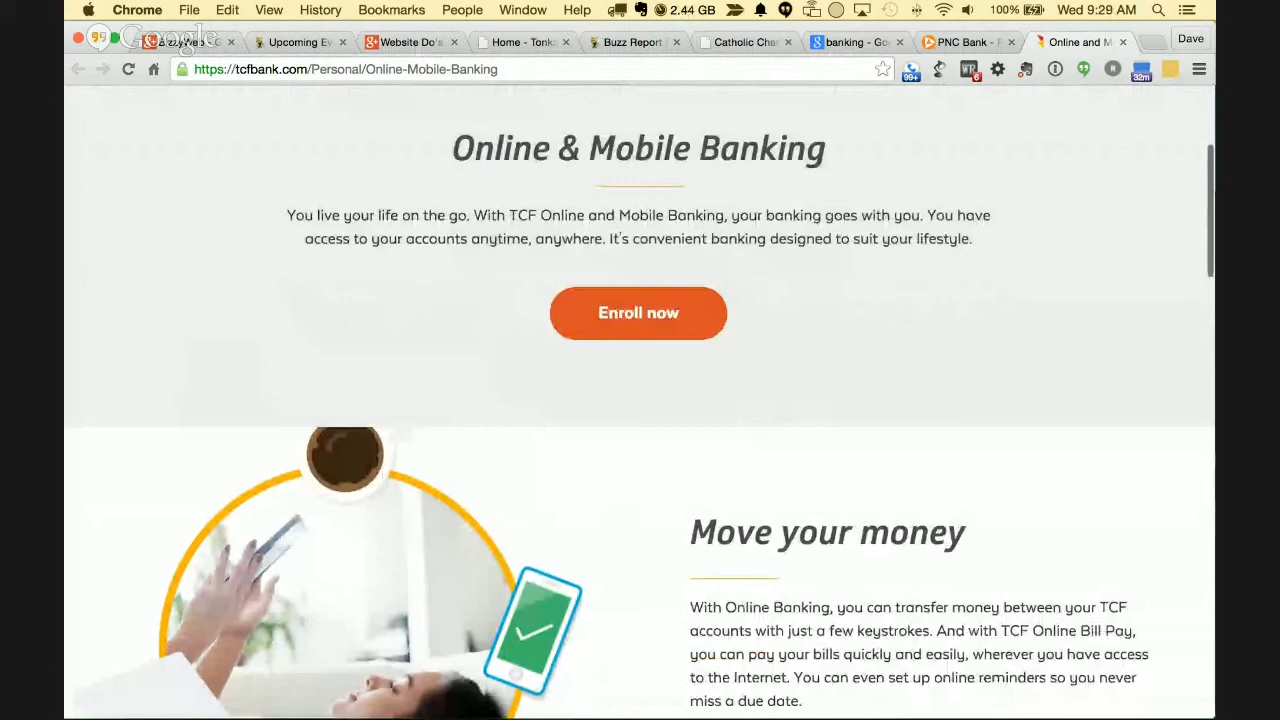 Chrome File Edit View History Bookmarks People Window Help 2.44 GB 100% Wed 9:29 AM
Google
BizzyWeb Upcoming Ev Website Do's Home - Tonk Buzz Report Catholic Char banking - Go PNC Bank - P Online and M Dave
https://tcfbank.com/Personal/Online-Mobile-Banking 99+ 6 32m
Online & Mobile Banking
You live your life on the go. With TCF Online and Mobile Banking, your banking goes with you. You have
access to your accounts anytime, anywhere. It's convenient banking designed to suit your lifestyle.
Enroll now
Move your money
With Online Banking, you can transfer money between your TCF
accounts with just a few keystrokes. And with TCF Online Bill Pay,
you can pay your bills quickly and easily, wherever you have access
to the Internet. You can even set up online reminders so you never
miss a due date.